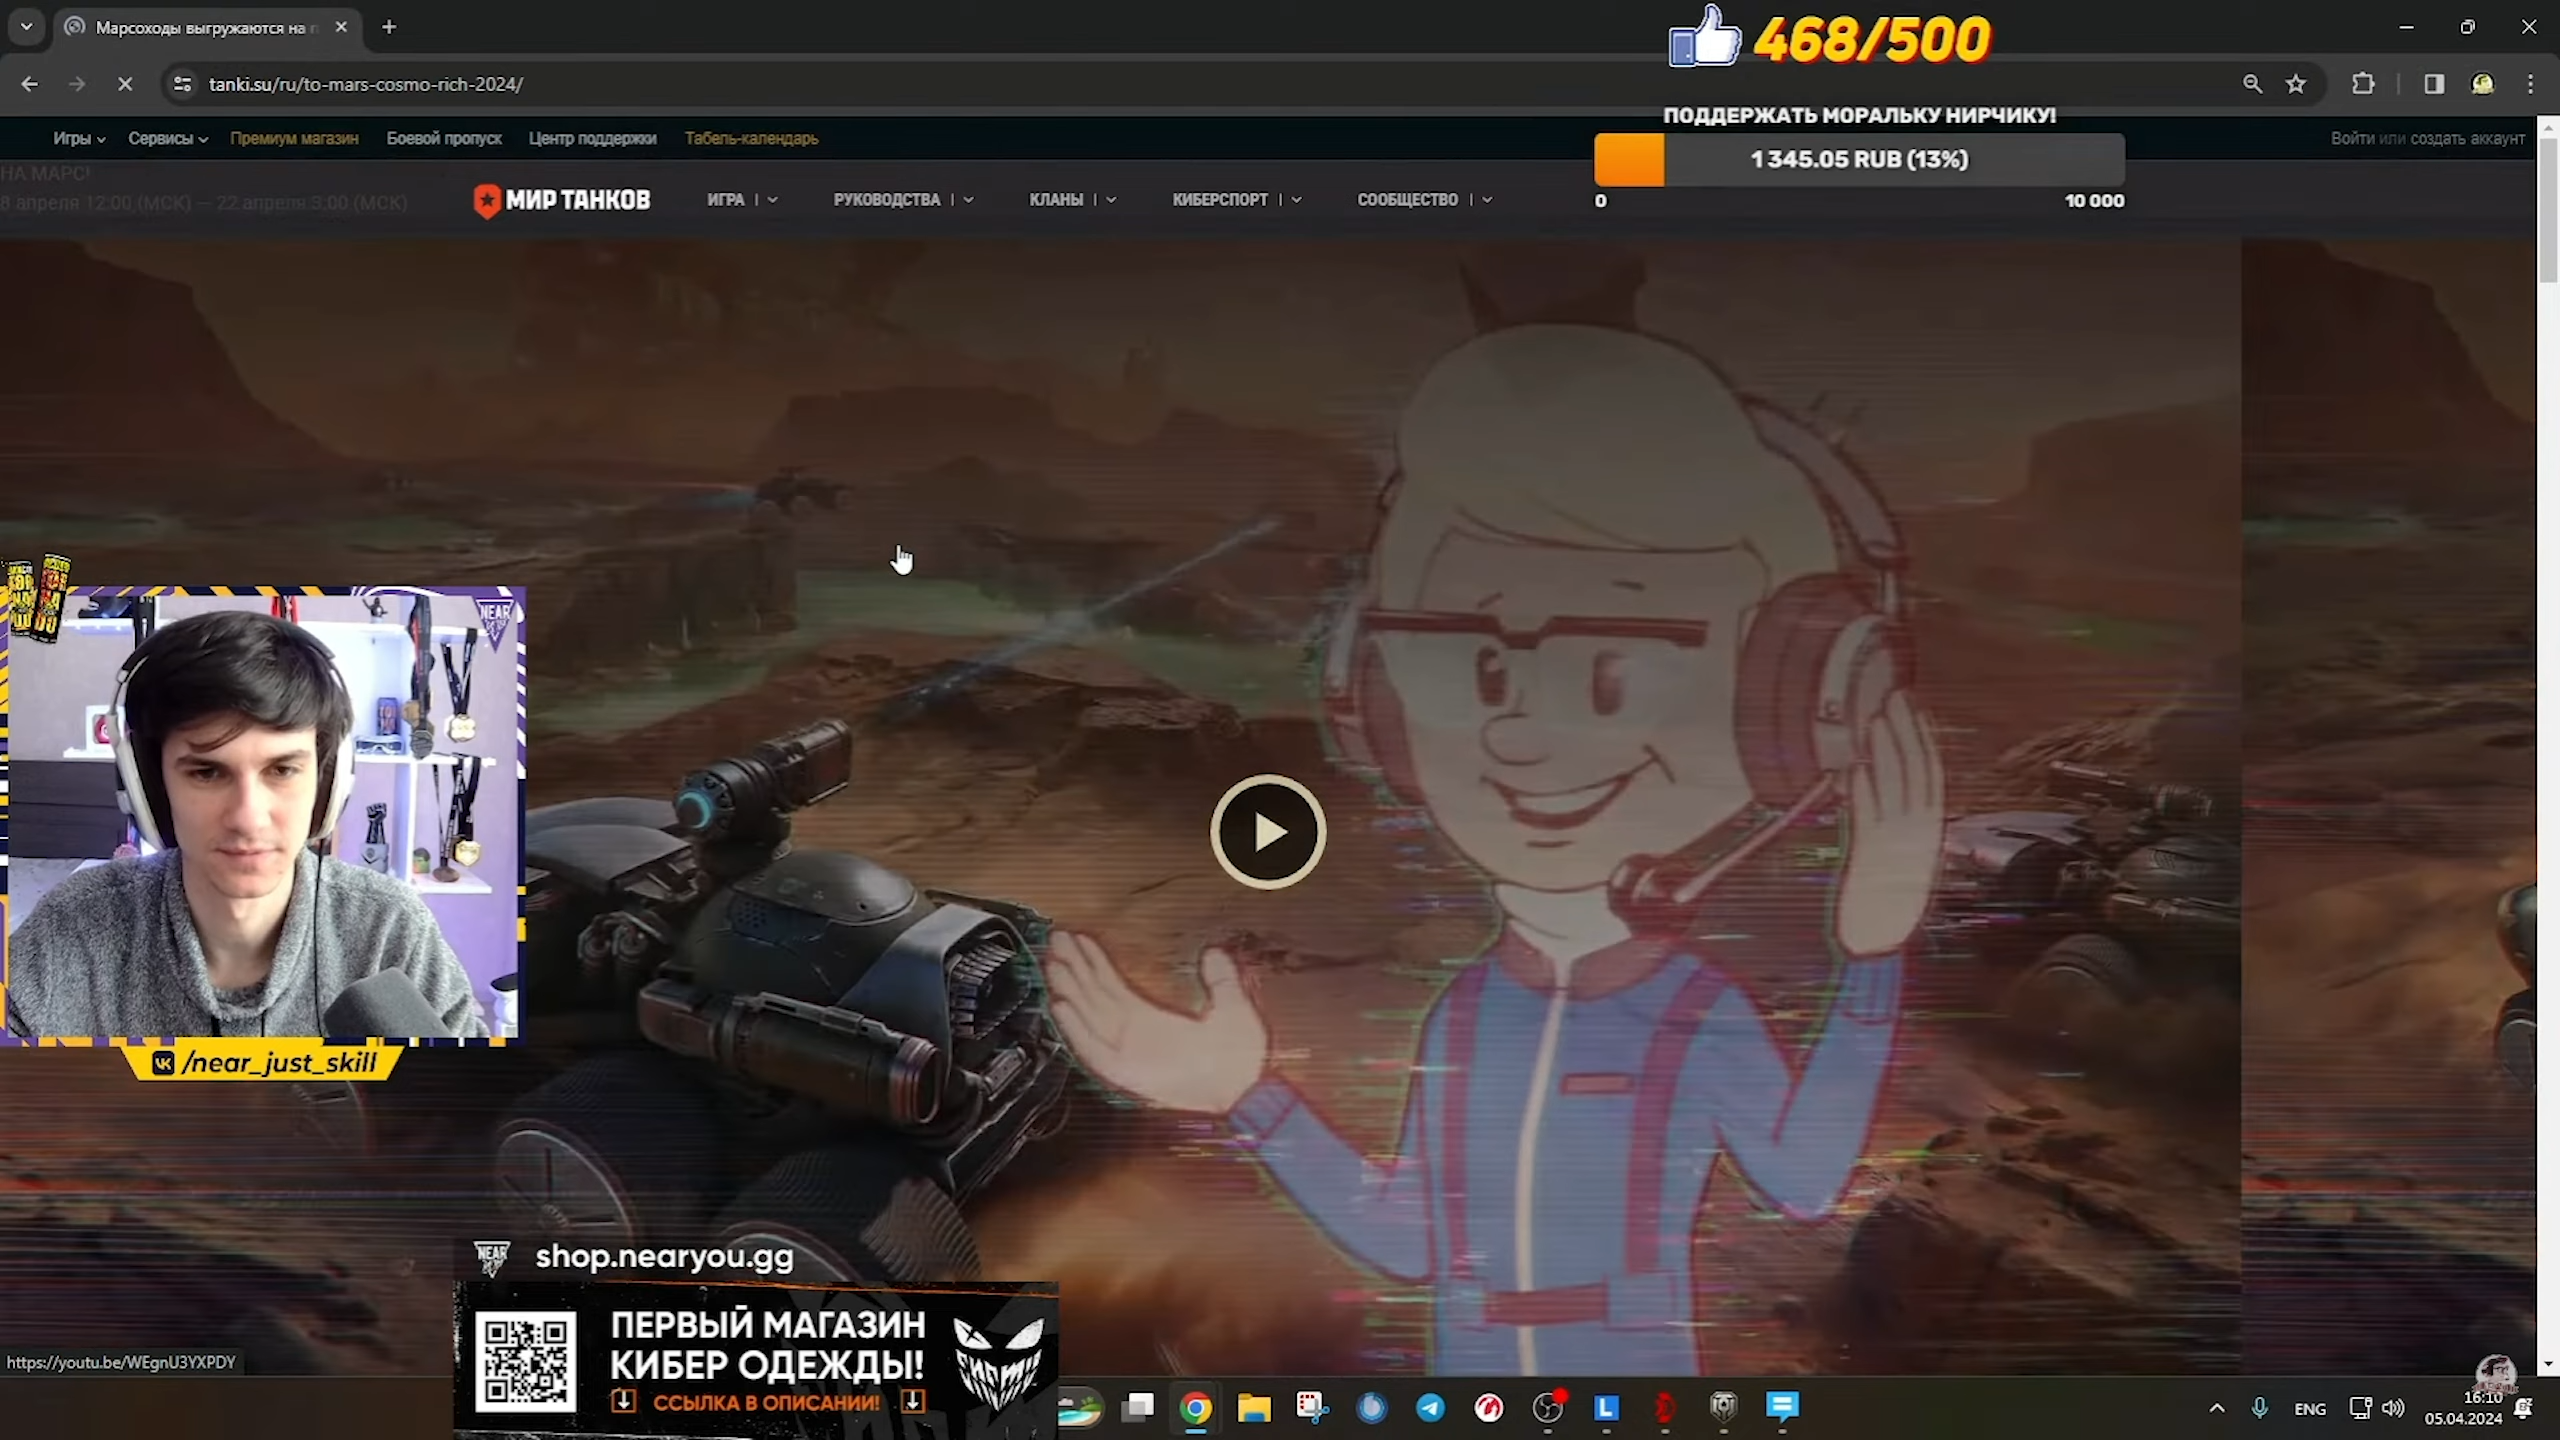 Марсоходы выгружаются на п
468/500
tanki.su/ru/to-mars-cosmo-rich-2024/
ПОДДЕРЖАТЬ МОРАЛЬКУ НИРЧИКУ!
Игры
Сервисы
Премиум магазин
Боевой пропуск
Центр поддержки
Табель-календарь
1 345.05 RUB (13%)
Войти или создать аккаунт
НА МАРС!
8 апреля 12:00 (МСК) — 22 апреля 3:00 (МСК)
МИР ТАНКОВ
ИГРА
РУКОВОДСТВА
КЛАНЫ
КИБЕРСПОРТ
СООБЩЕСТВО
0
10 000
NEAR
VK /near_just_skill
NEAR
shop.nearyou.gg
ПЕРВЫЙ МАГАЗИН
КИБЕР ОДЕЖДЫ!
ССЫЛКА В ОПИСАНИИ!
https://youtu.be/WEgnU3YXPDY
L
ENG
16:10
05.04.2024